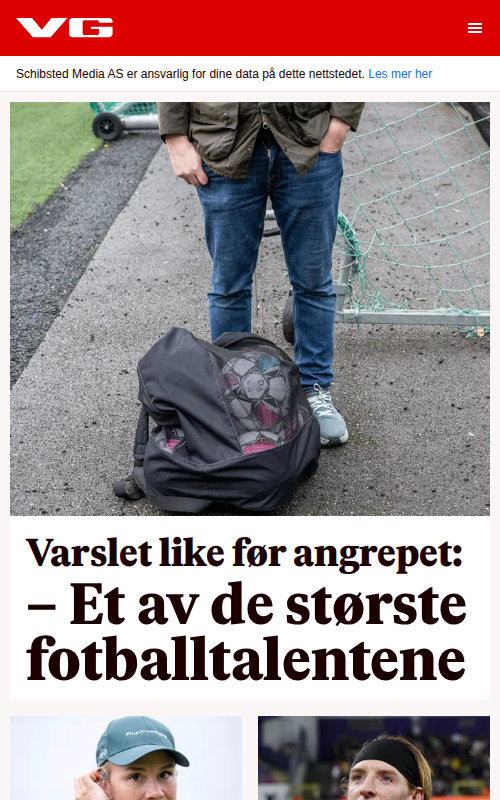 VG
Schibsted Media AS er ansvarlig for dine data på dette nettstedet. Les mer her
Varslet like før angrepet:
– Et av de største
fotballtalentene